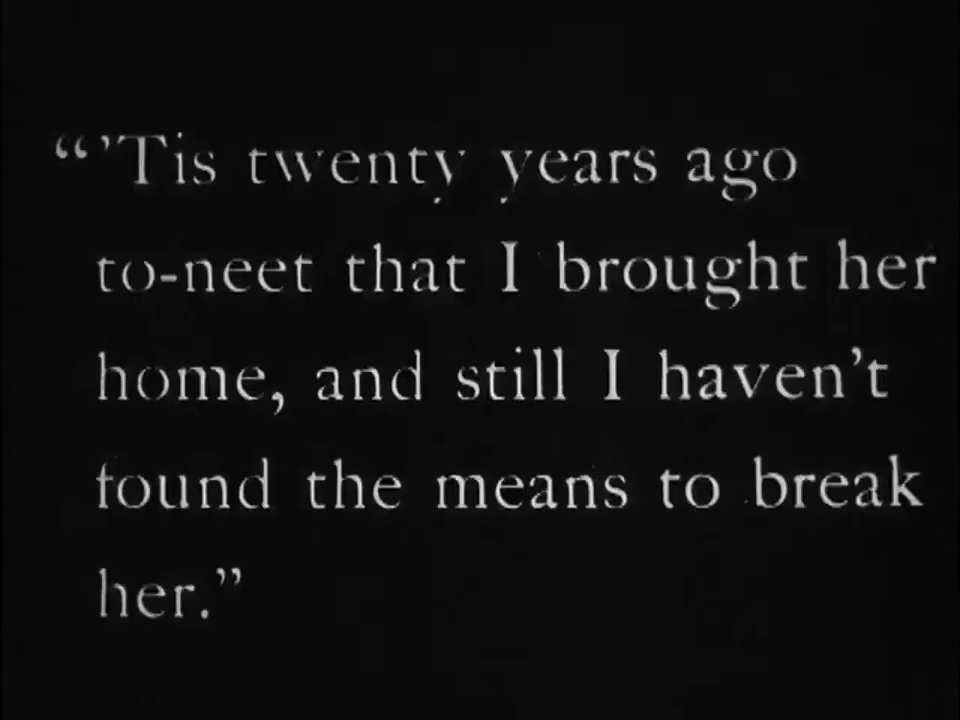 “’Tis twenty years ago
to-neet that I brought her
home, and still I haven’t
found the means to break
her.”